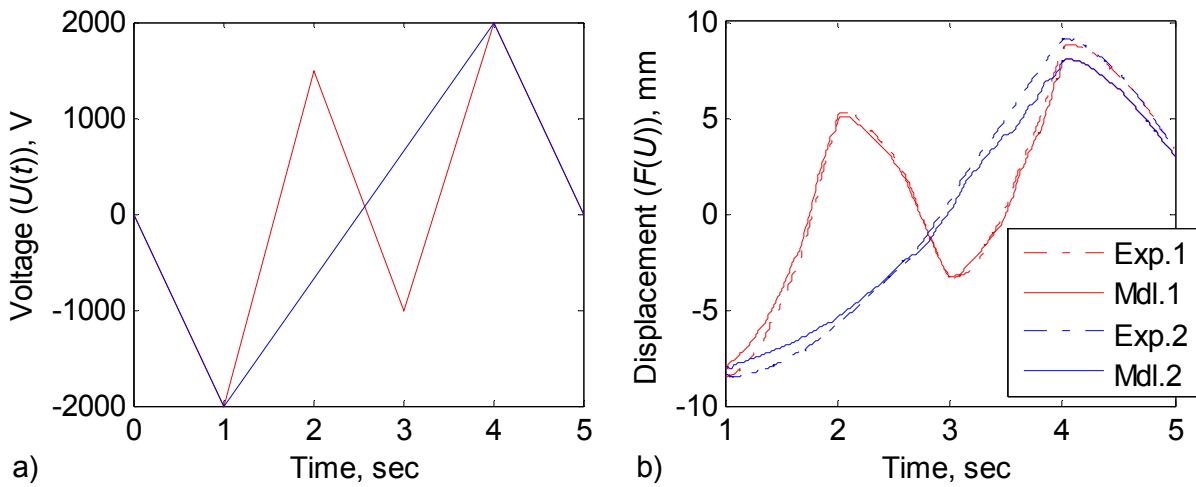 2000
1000
0
-1000
-2000
Voltage (U(t)), V
0 1 2 3 4 5
Time, sec
a)
10
5
0
-5
-10
Displacement (F(U)), mm
1 2 3 4 5
Time, sec
b)
Exp.1
Mdl.1
Exp.2
Mdl.2